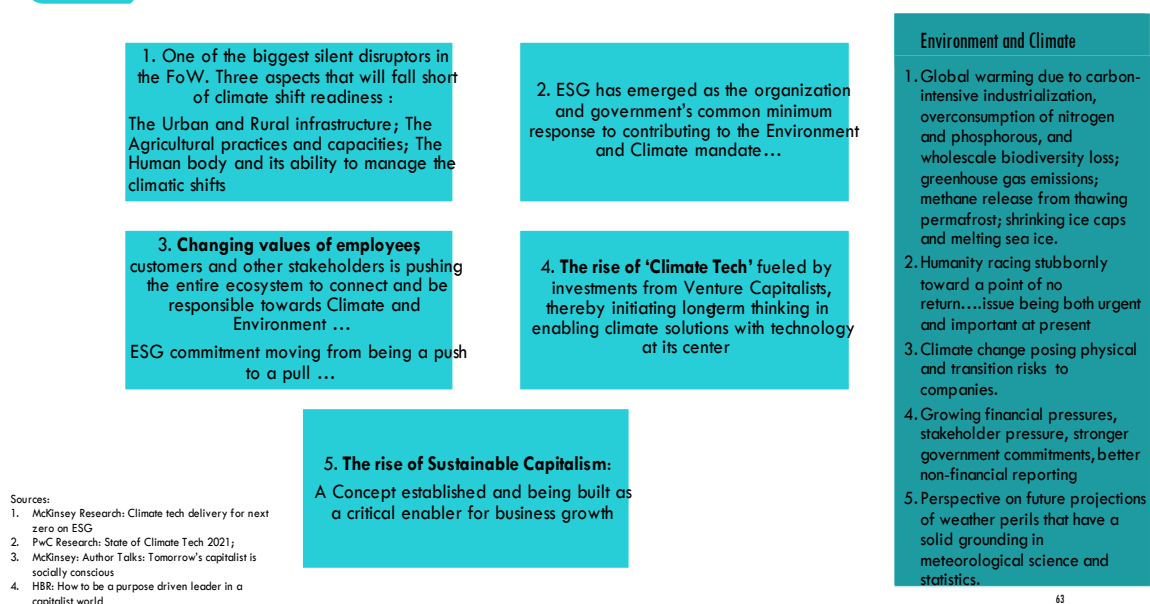 1. One of the biggest silent disruptors in
the FoW. Three aspects that will fall short
of climate shift readiness :
The Urban and Rural infrastructure; The
Agricultural practices and capacities; The
Human body and its ability to manage the
climatic shifts
2. ESG has emerged as the organization
and government's common minimum
response to contributing to the Environment
and Climate mandate...
3. Changing values of employees,
customers and other stakeholders is pushing
the entire ecosystem to connect and be
responsible towards Climate and
Environment ...
ESG commitment moving from being a push
to a pull ...
4. The rise of 'Climate Tech' fueled by
investments from Venture Capitalists,
thereby initiating long-term thinking in
enabling climate solutions with technology
at its center
5. The rise of Sustainable Capitalism:
A Concept established and being built as
a critical enabler for business growth
Sources:
1. McKinsey Research: Climate tech delivery for next
zero on ESG
2. PwC Research: State of Climate Tech 2021;
3. McKinsey: Author Talks: Tomorrow's capitalist is
socially conscious
4. HBR: How to be a purpose driven leader in a
capitalist world
Environment and Climate
1. Global warming due to carbon-
intensive industrialization,
overconsumption of nitrogen
and phosphorous, and
wholescale biodiversity loss;
greenhouse gas emissions;
methane release from thawing
permafrost; shrinking ice caps
and melting sea ice.
2. Humanity racing stubbornly
toward a point of no
return....issue being both urgent
and important at present
3. Climate change posing physical
and transition risks to
companies.
4. Growing financial pressures,
stakeholder pressure, stronger
government commitments, better
non-financial reporting
5. Perspective on future projections
of weather perils that have a
solid grounding in
meteorological science and
statistics.
63